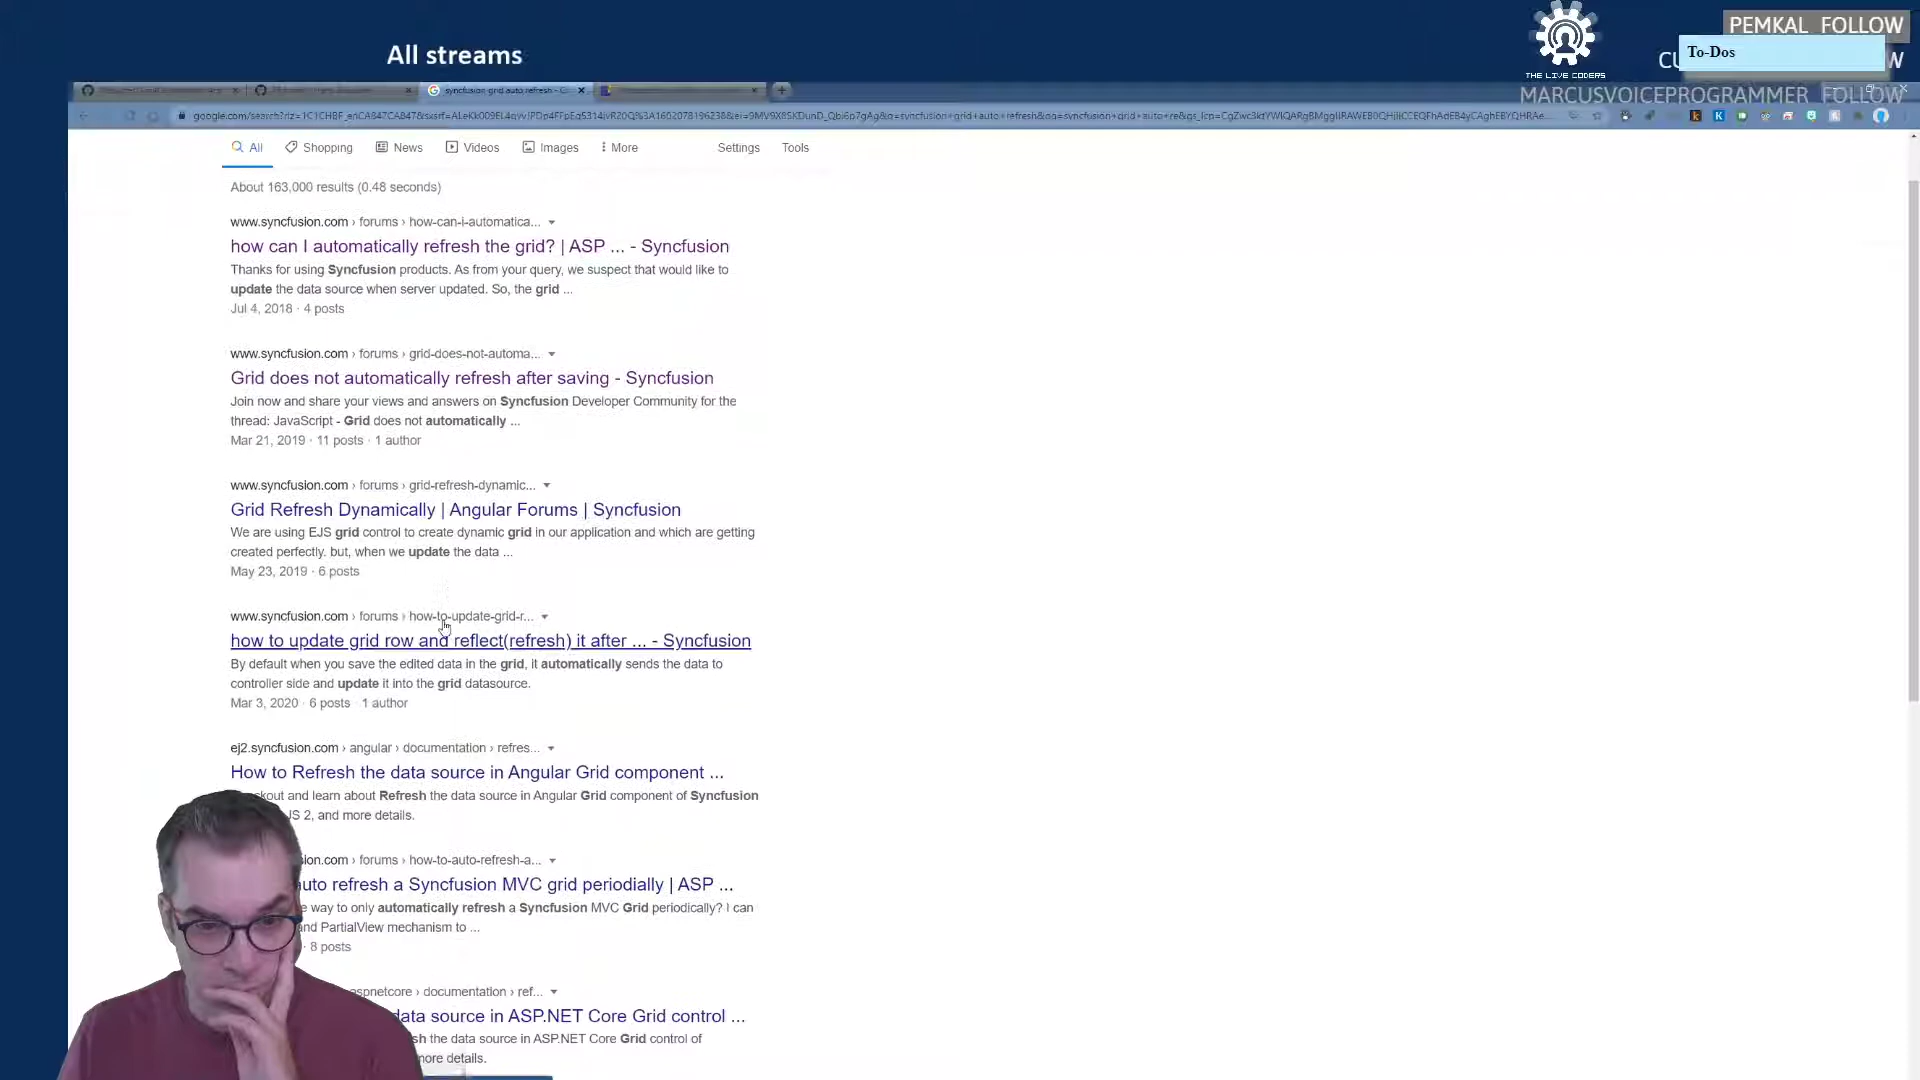 All streams
THE LIVE CODERS
PEMKAL_FOLLOW
To-Dos
MARCUSVOICEPROGRAMMER_FOLLOW
syncfusion grid auto refresh -
All
Shopping
News
Videos
Images
More
Settings
Tools
About 163,000 results (0.48 seconds)
www.syncfusion.com › forums › how-can-i-automatica...
how can I automatically refresh the grid? | ASP ... - Syncfusion
Thanks for using Syncfusion products. As from your query, we suspect that would like to
update the data source when server updated. So, the grid ...
Jul 4, 2018 · 4 posts
www.syncfusion.com › forums › grid-does-not-automa...
Grid does not automatically refresh after saving - Syncfusion
Join now and share your views and answers on Syncfusion Developer Community for the
thread: JavaScript - Grid does not automatically ...
Mar 21, 2019 · 11 posts · 1 author
www.syncfusion.com › forums › grid-refresh-dynamic...
Grid Refresh Dynamically | Angular Forums | Syncfusion
We are using EJS grid control to create dynamic grid in our application and which are getting
created perfectly. but, when we update the data ...
May 23, 2019 · 6 posts
www.syncfusion.com › forums › how-to-update-grid-r...
how to update grid row and reflect(refresh) it after ... - Syncfusion
By default when you save the edited data in the grid, it automatically sends the data to
controller side and update it into the grid datasource.
Mar 3, 2020 · 6 posts · 1 author
ej2.syncfusion.com › angular › documentation › refres...
How to Refresh the data source in Angular Grid component ...
out and learn about Refresh the data source in Angular Grid component of Syncfusion
JS 2, and more details.
.com › forums › how-to-auto-refresh-a...
auto refresh a Syncfusion MVC grid periodially | ASP ...
way to only automatically refresh a Syncfusion MVC Grid periodically? I can
and PartialView mechanism to ...
· 8 posts
aspnetcore › documentation › ref...
data source in ASP.NET Core Grid control ...
the data source in ASP.NET Core Grid control of
more details.